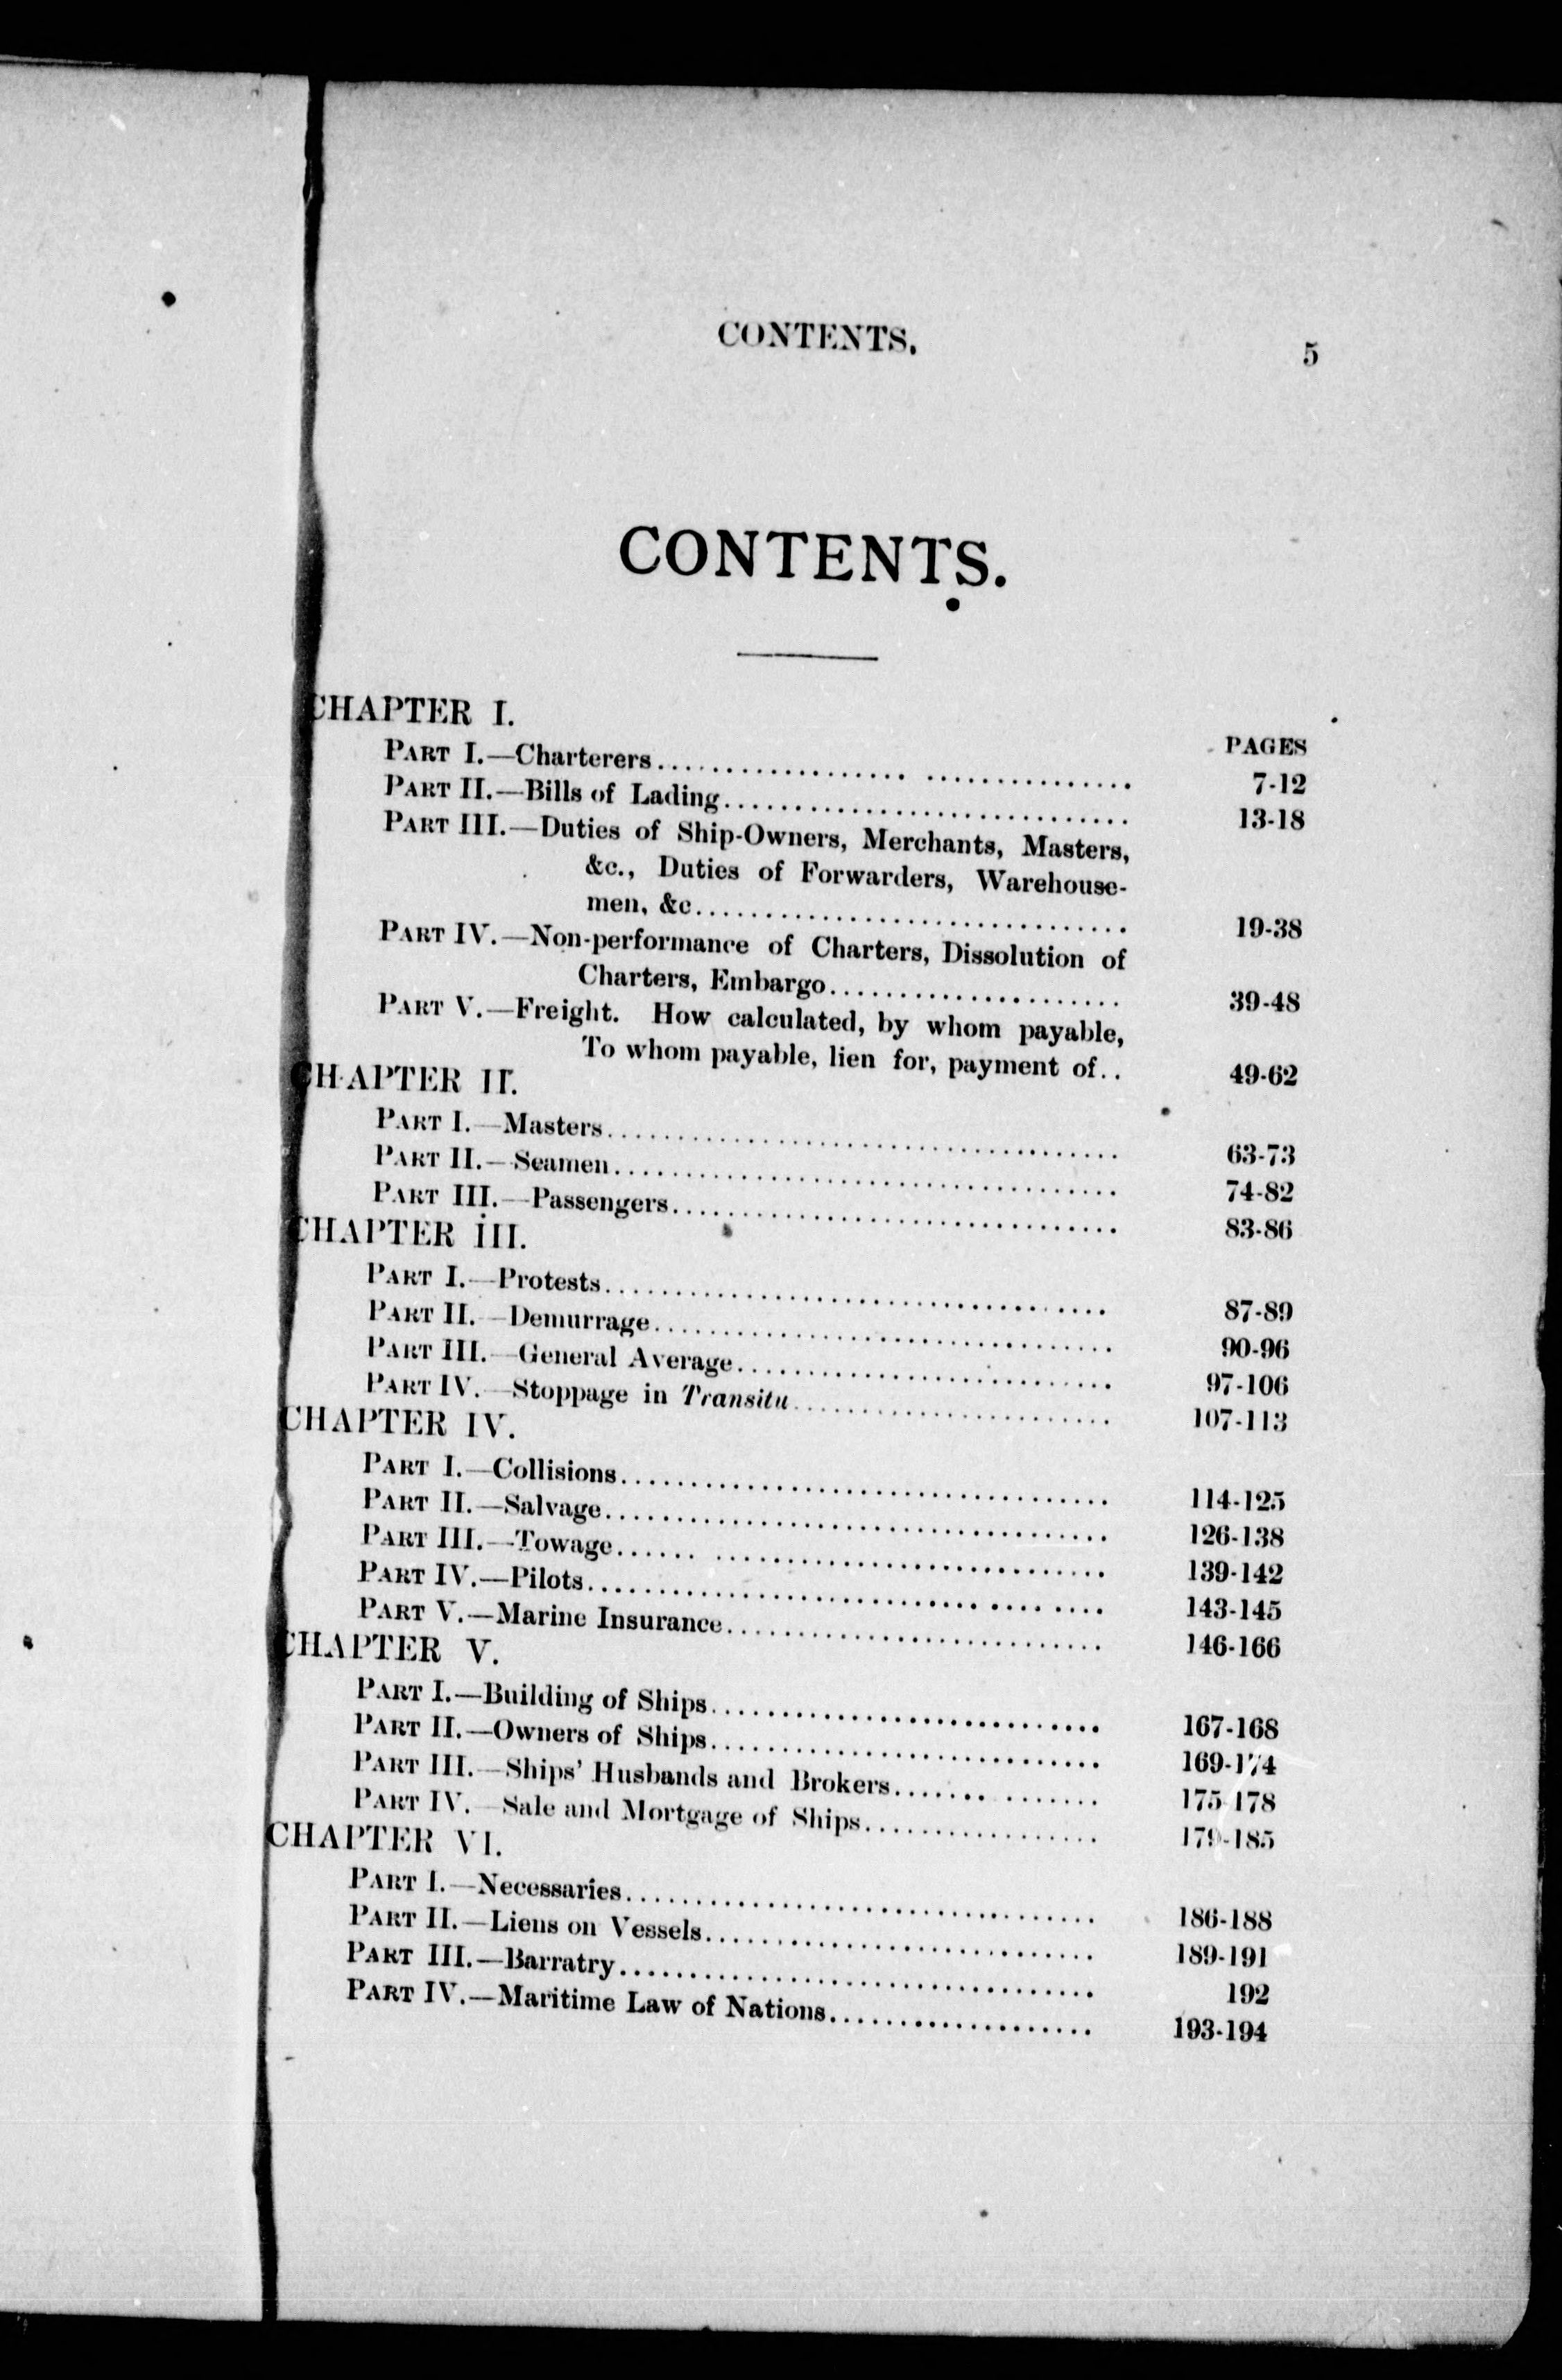 CONTENTS. 5
CONTENTS.
CHAPTER I.
PAGES
PART I.—Charterers................................. 7-12
PART II.—Bills of Lading............................. 13-18
PART III.—Duties of Ship-Owners, Merchants, Masters,
&c., Duties of Forwarders, Warehouse-
men, &c............................... 19-38
PART IV.—Non-performance of Charters, Dissolution of
Charters, Embargo..................... 39-48
PART V.—Freight. How calculated, by whom payable,
To whom payable, lien for, payment of.. 49-62
CHAPTER II.
PART I.—Masters..................................... 63-73
PART II.—Seamen.................................... 74-82
PART III.—Passengers................................ 83-86
CHAPTER III.
PART I.—Protests.................................... 87-89
PART II.—Demurrage................................. 90-96
PART III.—General Average........................... 97-106
PART IV.—Stoppage in Transitu....................... 107-113
CHAPTER IV.
PART I.—Collisions................................... 114-125
PART II.—Salvage.................................... 126-138
PART III.—Towage...... ............................ 139-142
PART IV.—Pilots..................................... 143-145
PART V.—Marine Insurance........................... 146-166
CHAPTER V.
PART I.—Building of Ships............................ 167-168
PART II.—Owners of Ships............................ 169-174
PART III.—Ships' Husbands and Brokers............... 175-178
PART IV.—Sale and Mortgage of Ships................. 179-185
CHAPTER VI.
PART I.—Necessaries.................................. 186-188
PART II.—Liens on Vessels............................ 189-191
PART III.—Barratry.................................. 192
PART IV.—Maritime Law of Nations................... 193-194